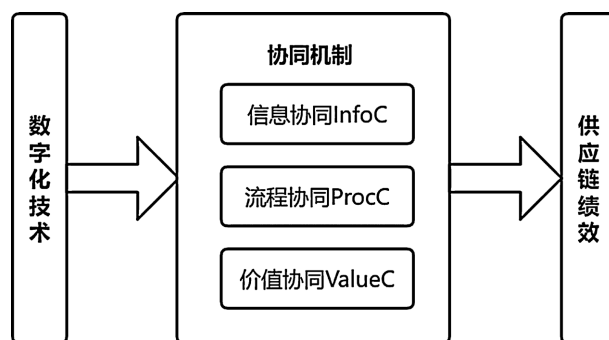 数字化技术
协同机制
信息协同InfoC
流程协同ProcC
价值协同ValueC
供应链绩效